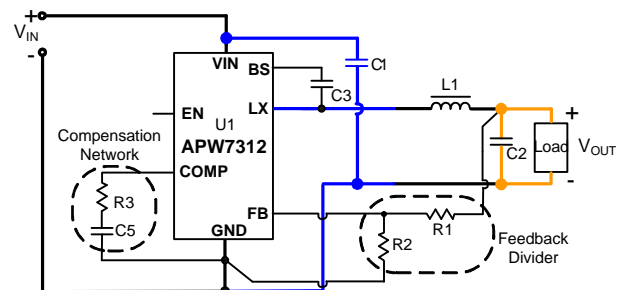 +
VIN
-
VIN
BS
C1
C3
L1
EN
LX
U1
APW7312
+
C2
Load
VOUT
-
Compensation
Network
COMP
R3
C5
FB
GND
R1
R2
Feedback
Divider